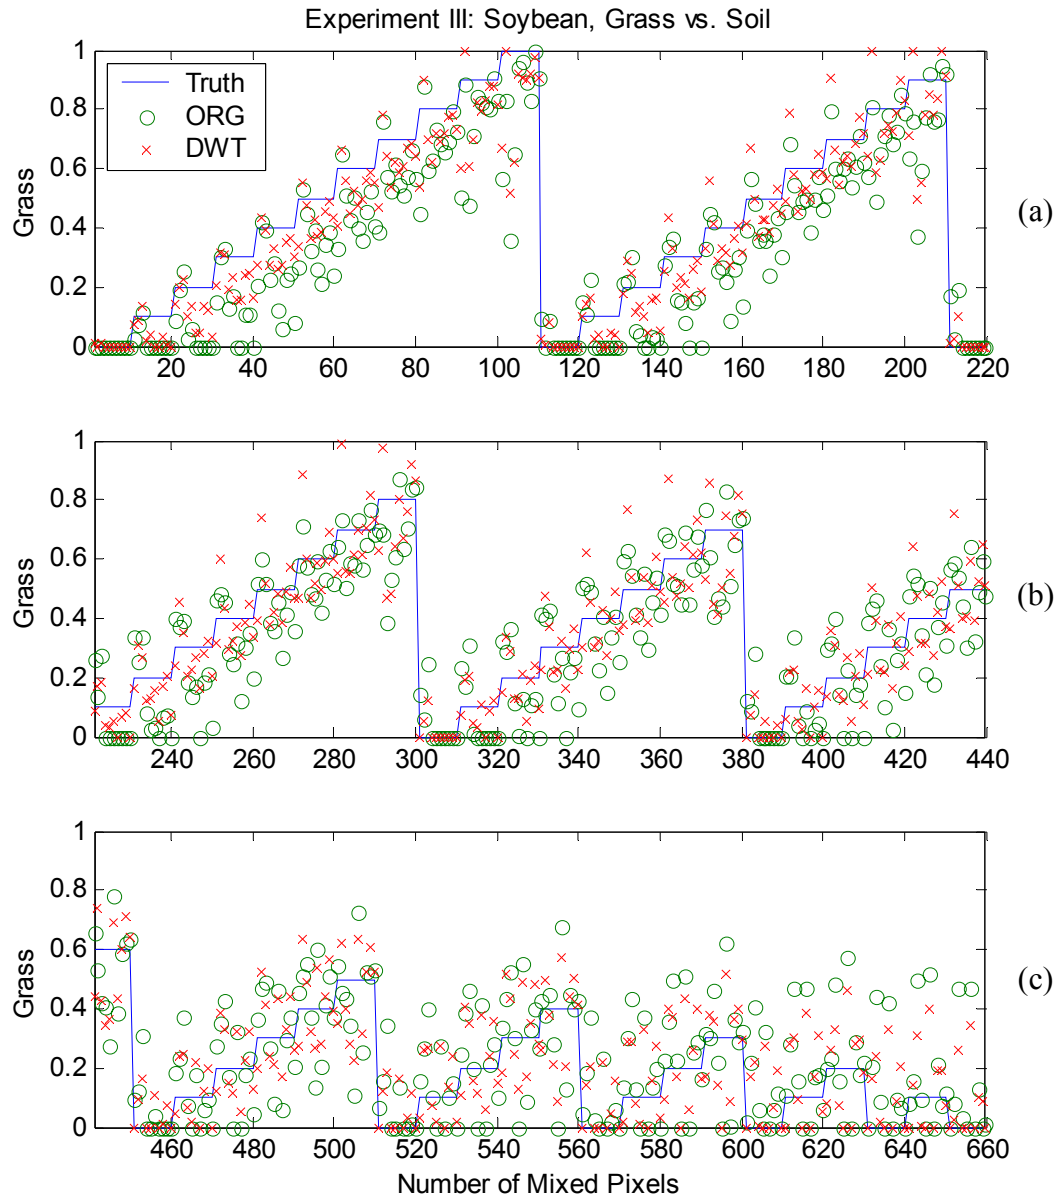 Experiment III: Soybean, Grass vs. Soil
1
0.8
0.6
0.4
0.2
0
Grass
Truth
ORG
DWT
20 40 60 80 100 120 140 160 180 200 220
(a)
1
0.8
0.6
0.4
0.2
0
Grass
240 260 280 300 320 340 360 380 400 420 440
(b)
1
0.8
0.6
0.4
0.2
0
Grass
460 480 500 520 540 560 580 600 620 640 660
(c)
Number of Mixed Pixels